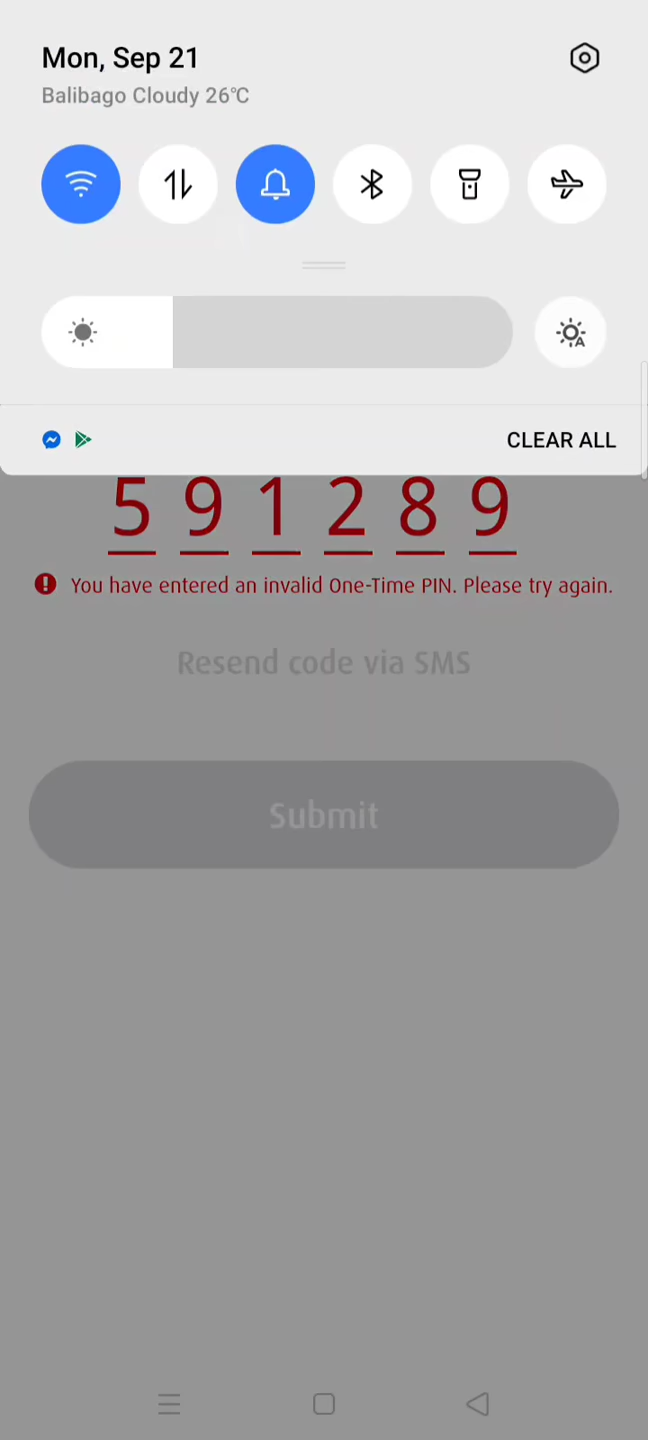 Mon, Sep 21
Balibago Cloudy 26°C
CLEAR ALL
5 9 1 2 8 9
You have entered an invalid One-Time PIN. Please try again.
Resend code via SMS
Submit